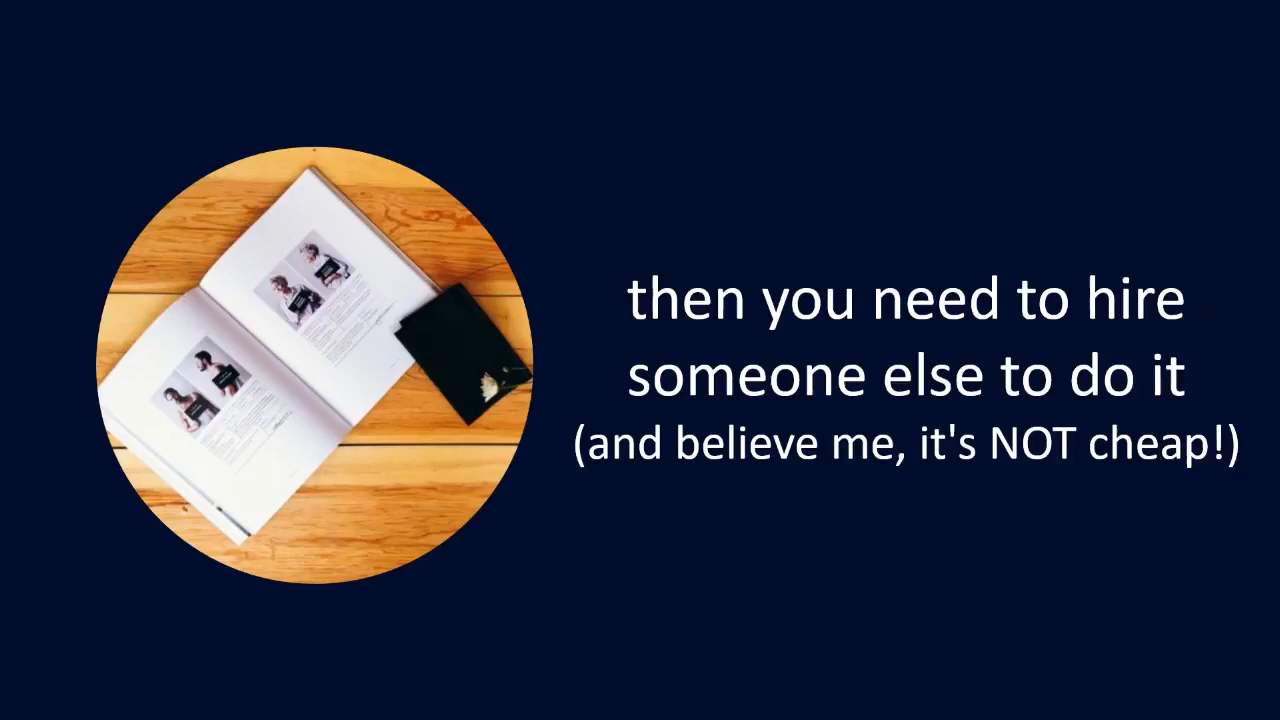 then you need to hire
someone else to do it
(and believe me, it's NOT cheap!)